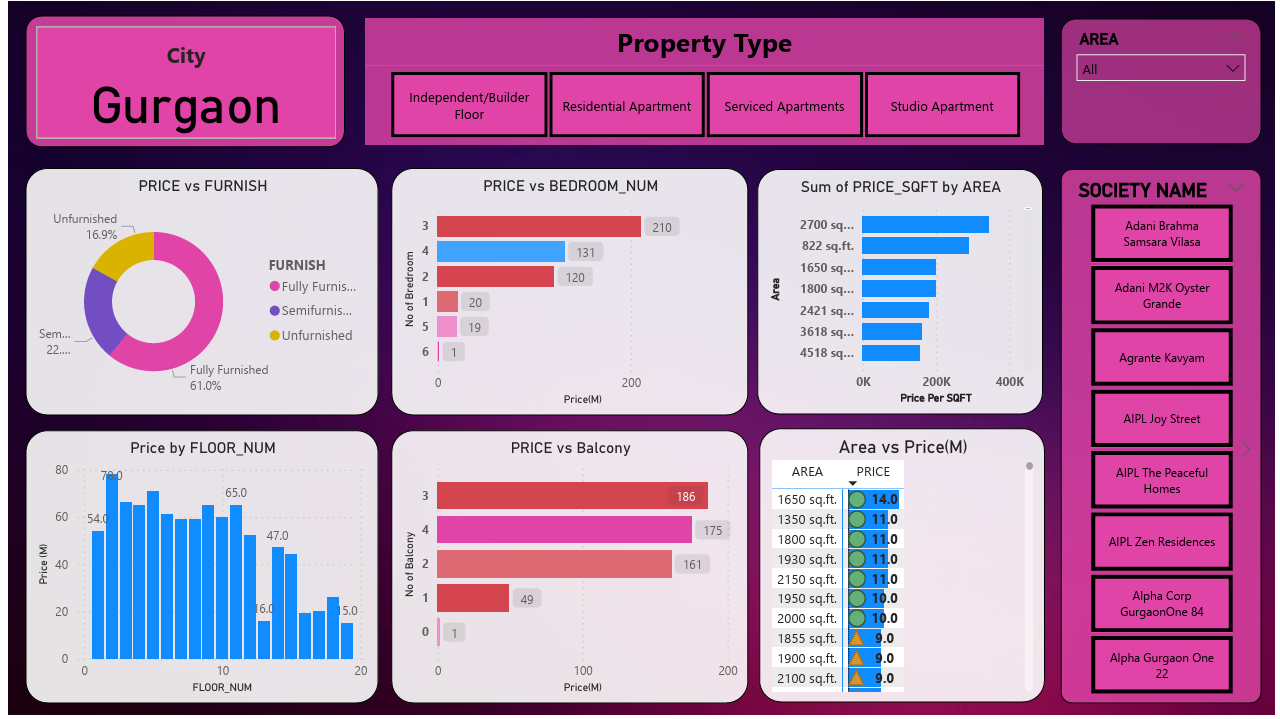 City
Gurgaon
Property Type
Independent/Builder
Floor
Residential Apartment
Serviced Apartments
Studio Apartment
AREA
All
PRICE vs FURNISH
Unfurnished
16.9%
Sem...
22....
Fully Furnished
61.0%
FURNISH
Fully Furnis...
Semifurnis...
Unfurnished
PRICE vs BEDROOM_NUM
No of Bredroom
3
210
4
131
2
120
1
20
5
19
6
1
0
200
Price(M)
Sum of PRICE_SQFT by AREA
Area
2700 sq...
822 sq.ft.
1650 sq...
1800 sq...
2421 sq...
3618 sq...
4518 sq...
0K
200K
400K
Price Per SQFT
SOCIETY NAME
Adani Brahma
Samsara Vilasa
Adani M2K Oyster
Grande
Agrante Kavyam
AIPL Joy Street
AIPL The Peaceful
Homes
AIPL Zen Residences
Alpha Corp
GurgaonOne 84
Alpha Gurgaon One
22
Price by FLOOR_NUM
Price (M)
80
60
40
20
0
54.0
78.0
65.0
16.0
47.0
15.0
0
10
20
FLOOR_NUM
PRICE vs Balcony
No of Balcony
3
186
4
175
2
161
1
49
0
1
0
100
200
Price(M)
Area vs Price(M)
AREA PRICE
1650 sq.ft. 14.0
1350 sq.ft. 11.0
1800 sq.ft. 11.0
1930 sq.ft. 11.0
2150 sq.ft. 11.0
1950 sq.ft. 10.0
2000 sq.ft. 10.0
1855 sq.ft. 9.0
1900 sq.ft. 9.0
2100 sq.ft. 9.0